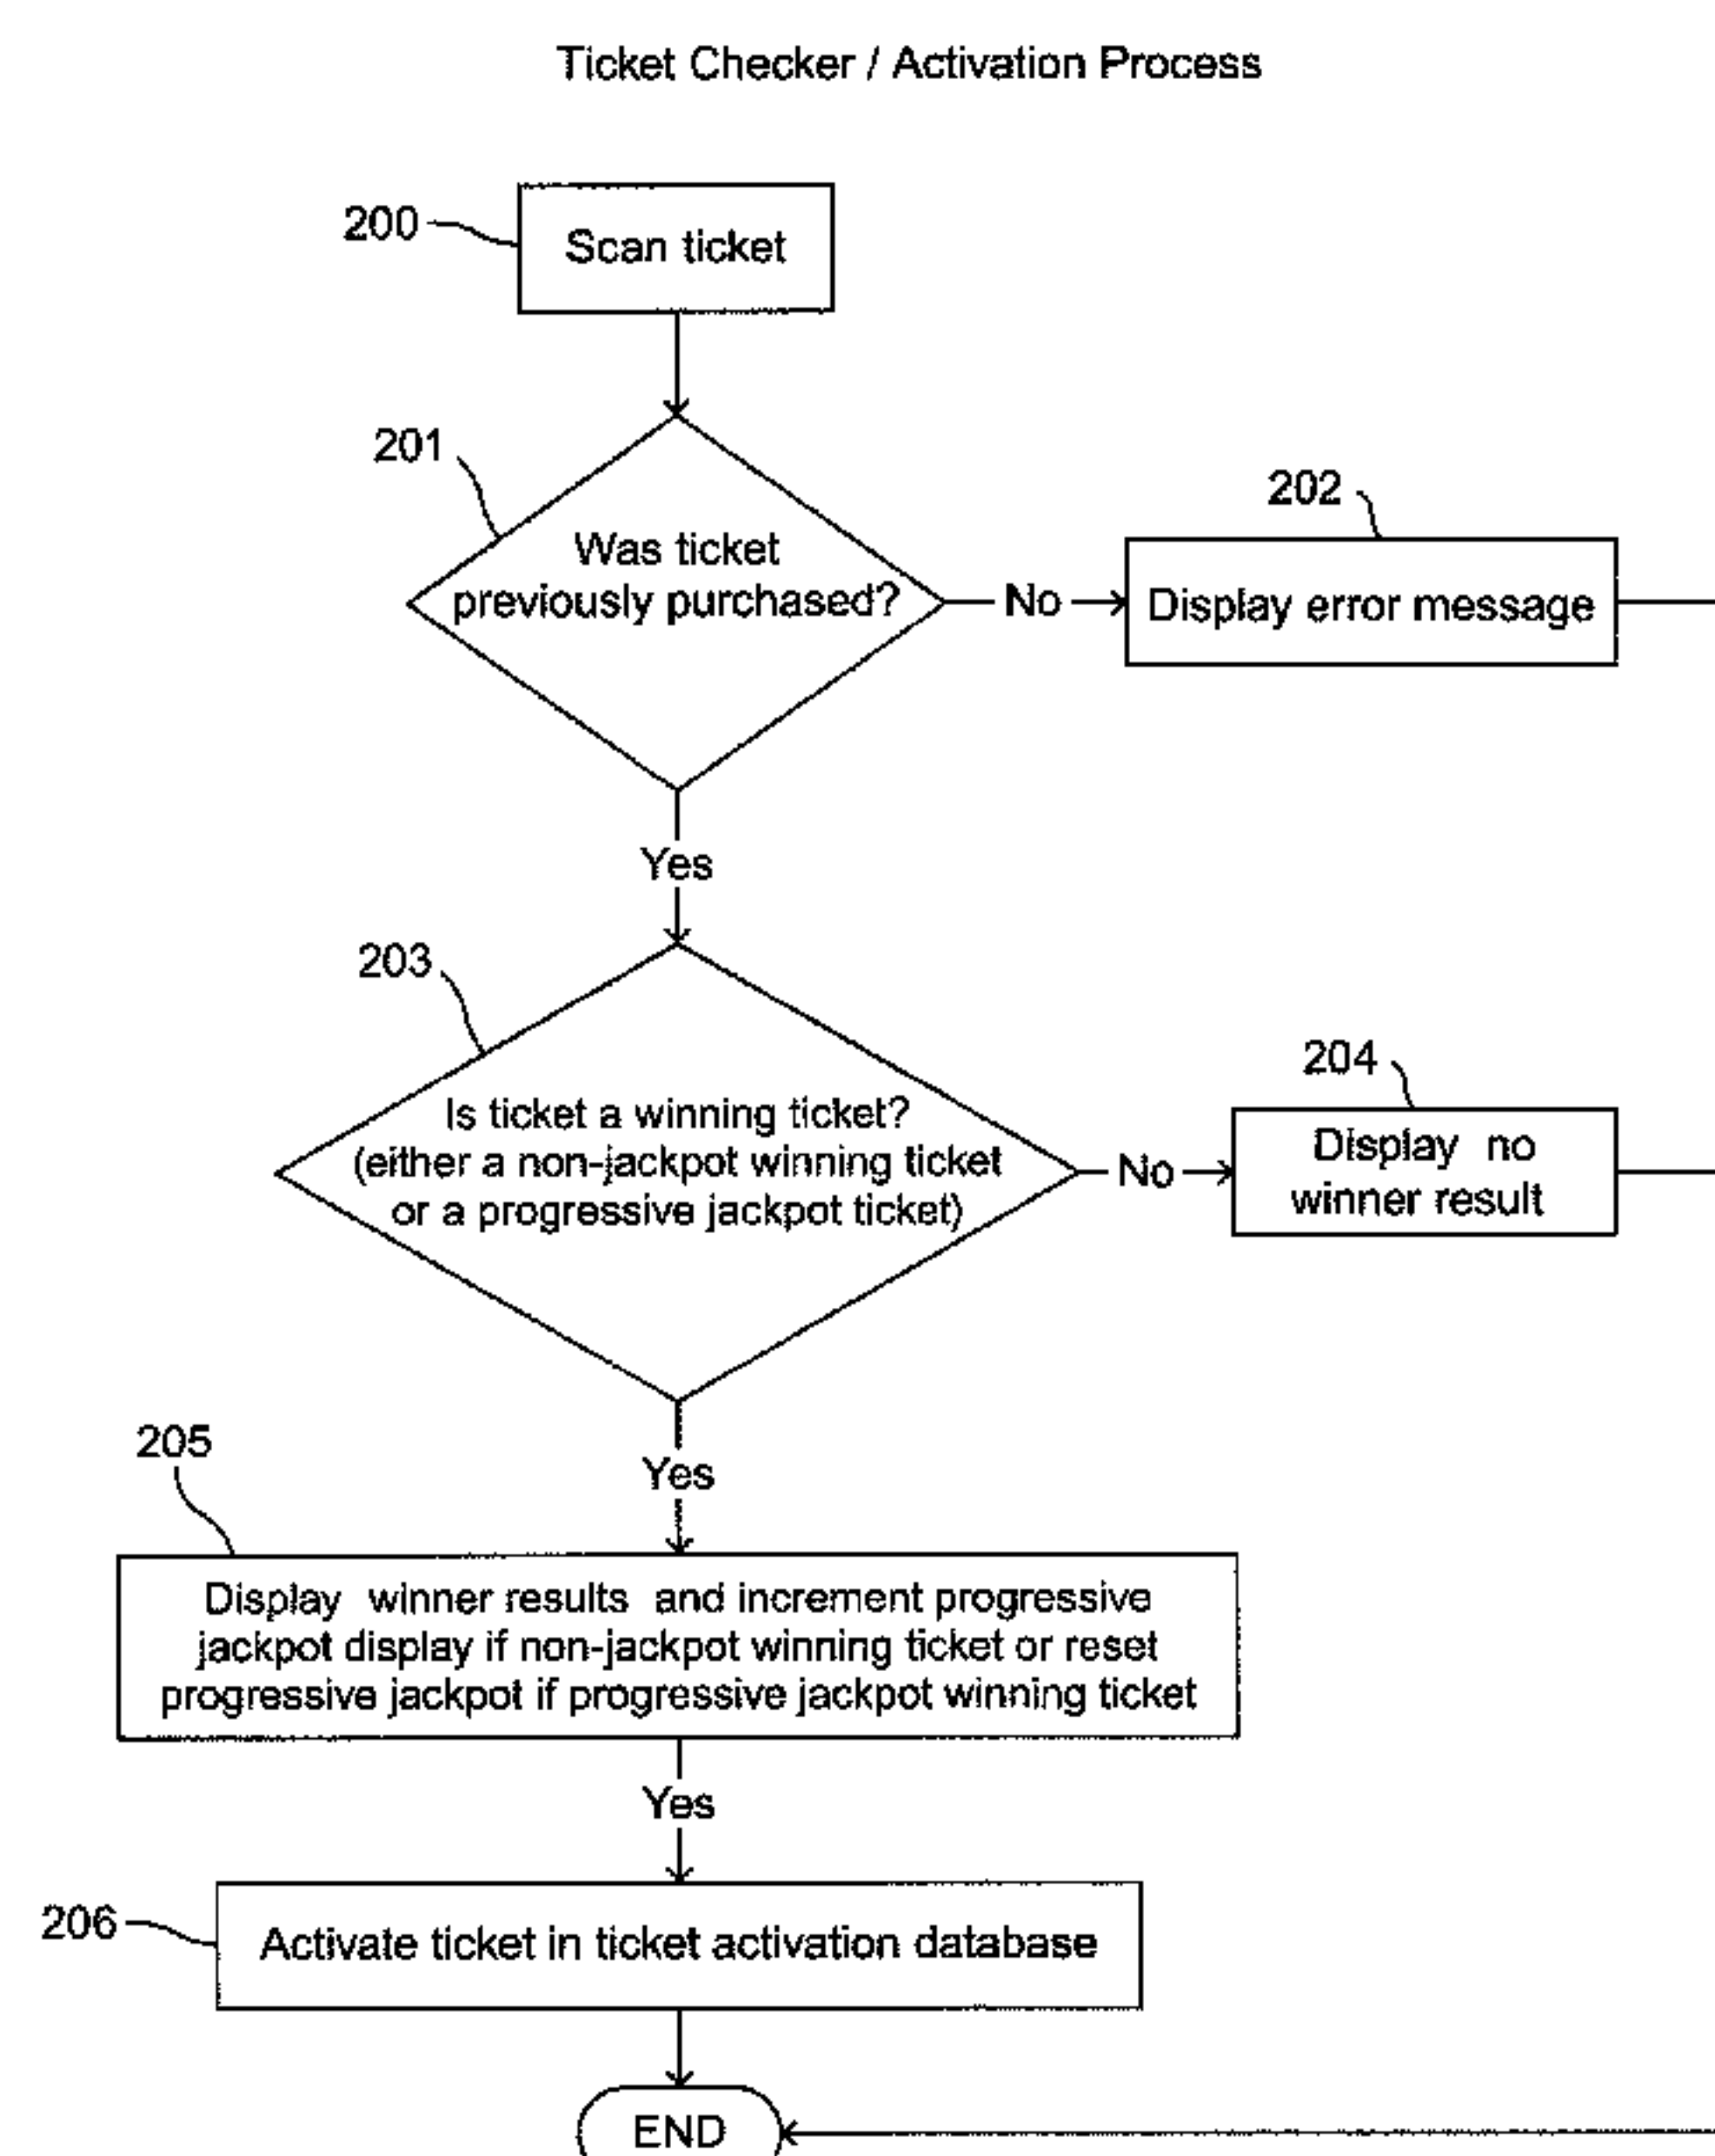 Ticket Checker / Activation Process
200
Scan ticket
201
Was ticket
previously purchased?
No
202
Display error message
Yes
203
Is ticket a winning ticket?
(either a non-jackpot winning ticket
or a progressive jackpot ticket)
No
204
Display no
winner result
Yes
205
Display winner results and increment progressive
jackpot display if non-jackpot winning ticket or reset
progressive jackpot if progressive jackpot winning ticket
Yes
206
Activate ticket in ticket activation database
END